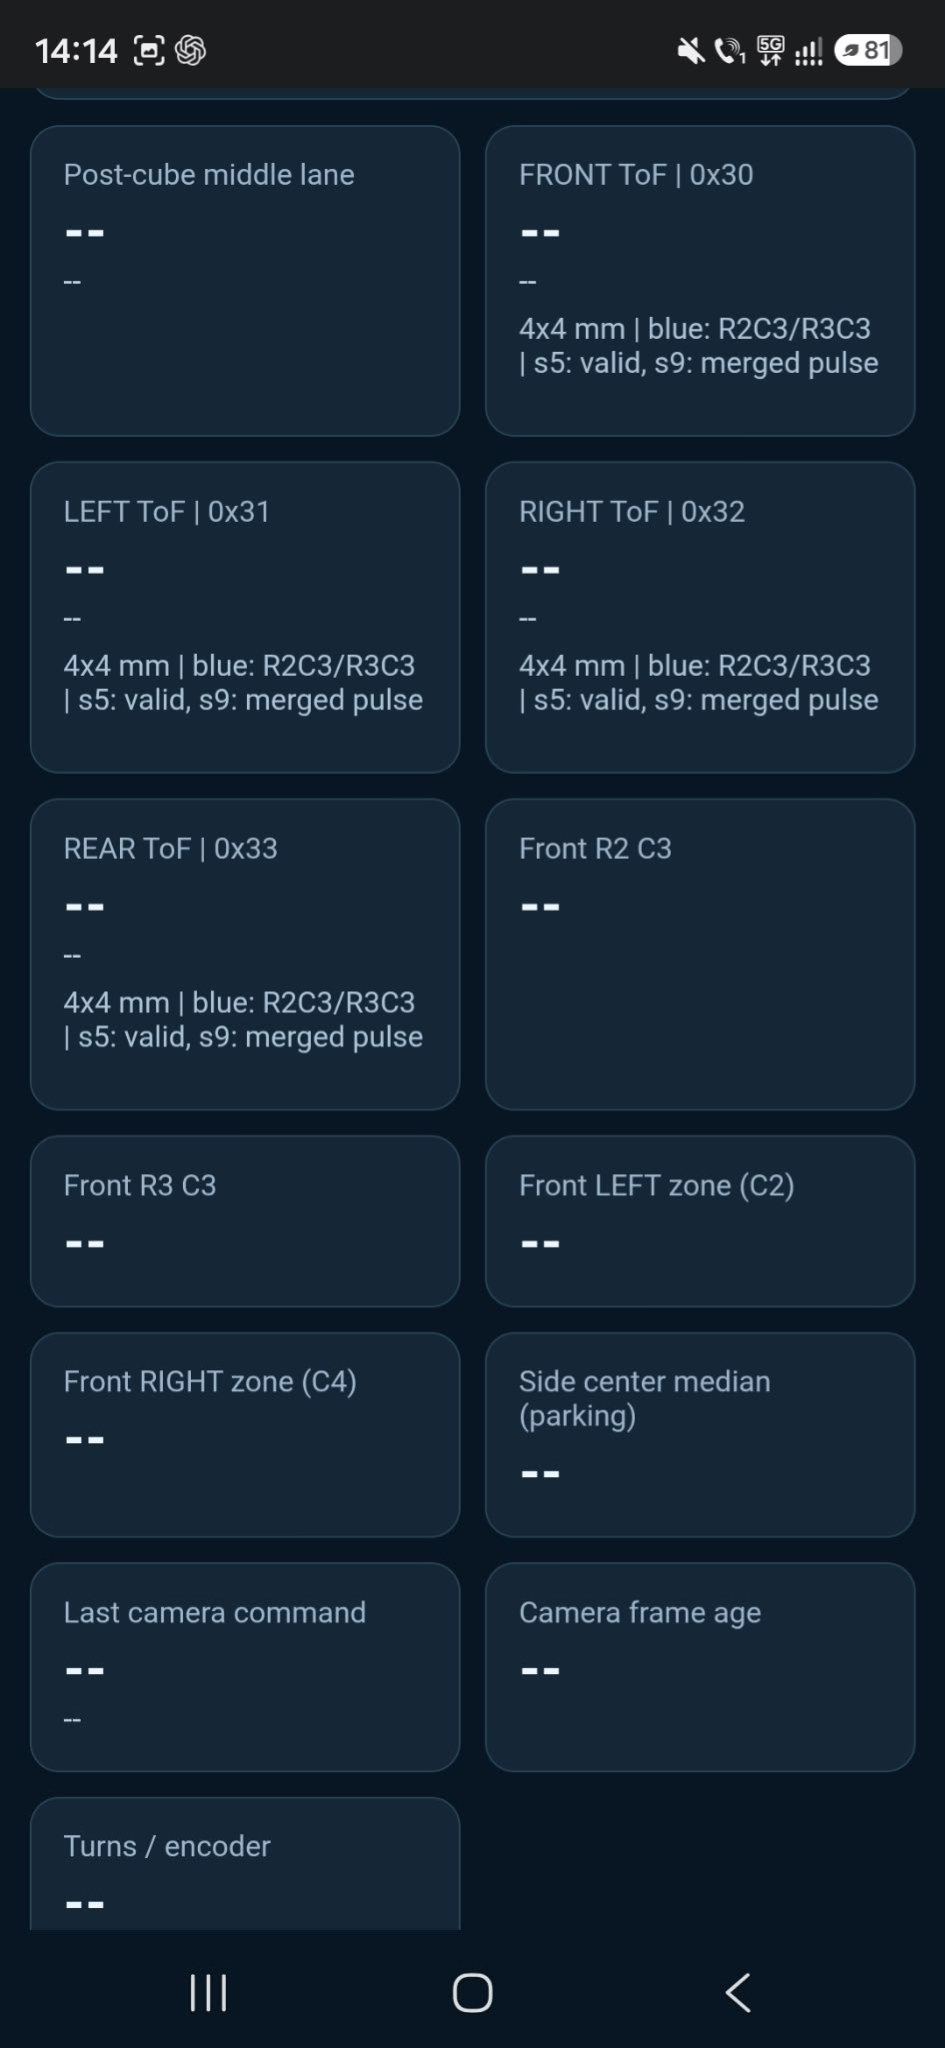 14:14
1
5G
81
Post-cube middle lane
--
--
FRONT ToF | 0x30
--
--
4x4 mm | blue: R2C3/R3C3
| s5: valid, s9: merged pulse
LEFT ToF | 0x31
--
--
4x4 mm | blue: R2C3/R3C3
| s5: valid, s9: merged pulse
RIGHT ToF | 0x32
--
--
4x4 mm | blue: R2C3/R3C3
| s5: valid, s9: merged pulse
REAR ToF | 0x33
--
--
4x4 mm | blue: R2C3/R3C3
| s5: valid, s9: merged pulse
Front R2 C3
--
Front R3 C3
--
Front LEFT zone (C2)
--
Front RIGHT zone (C4)
--
Side center median
(parking)
--
Last camera command
--
--
Camera frame age
--
Turns / encoder
--